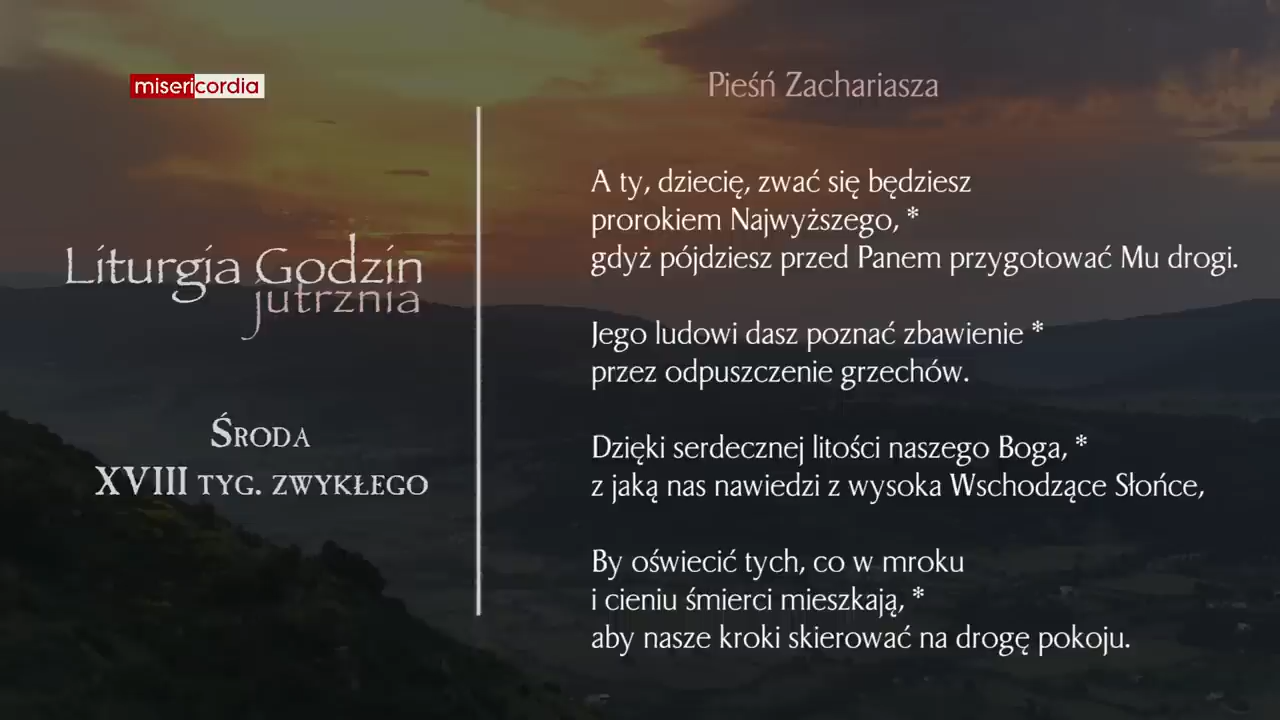 misericordia
Liturgia Godzin
jutrznia
Środa
XVIII tyg. zwykłego
Pieśń Zachariasza
A ty, dziecię, zwać się będziesz
prorokiem Najwyższego, *
gdyż pójdziesz przed Panem przygotować Mu drogi.
Jego ludowi dasz poznać zbawienie *
przez odpuszczenie grzechów.
Dzięki serdecznej litości naszego Boga, *
z jaką nas nawiedzi z wysoka Wschodzące Słońce,
By oświecić tych, co w mroku
i cieniu śmierci mieszkają, *
aby nasze kroki skierować na drogę pokoju.